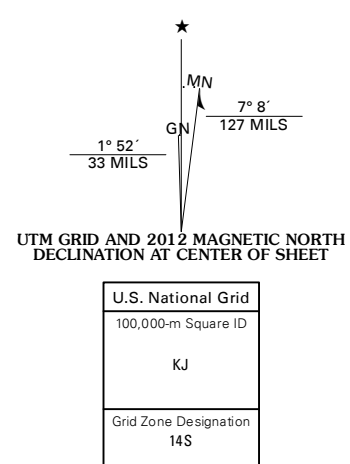 ★
MN
GN
7° 8´
127 MILS
1° 52´
33 MILS
UTM GRID AND 2012 MAGNETIC NORTH
DECLINATION AT CENTER OF SHEET
U.S. National Grid
100,000-m Square ID
KJ
Grid Zone Designation
14S